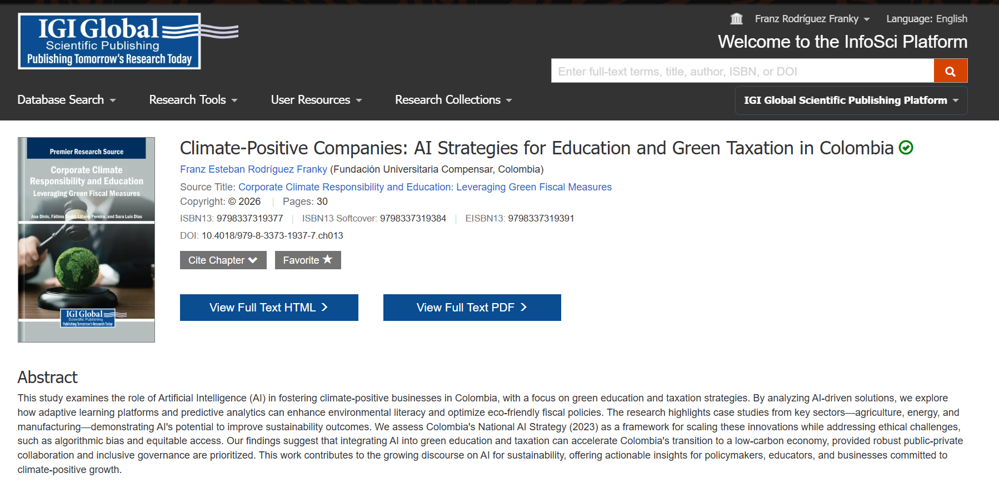 IGI Global
Scientific Publishing
Publishing Tomorrow's Research Today
Franz Rodríguez Franky
Language: English
Welcome to the InfoSci Platform
Enter full-text terms, title, author, ISBN, or DOI
Database Search
Research Tools
User Resources
Research Collections
IGI Global Scientific Publishing Platform
Premier Research Source
Corporate Climate
Responsibility and Education
Leveraging Green Fiscal Measures
Ana Dinis, Fátima David, Liliana Pereira, and Sara Luís Dias
IGI Global
Scientific Publishing
Publishing Tomorrow's Research Today
Climate-Positive Companies: AI Strategies for Education and Green Taxation in Colombia
Franz Esteban Rodríguez Franky (Fundación Universitaria Compensar, Colombia)
Source Title: Corporate Climate Responsibility and Education: Leveraging Green Fiscal Measures
Copyright: © 2026 | Pages: 30
ISBN13: 9798337319377 | ISBN13 Softcover: 9798337319384 | EISBN13: 9798337319391
DOI: 10.4018/979-8-3373-1937-7.ch013
Cite Chapter
Favorite
View Full Text HTML
View Full Text PDF
Abstract
This study examines the role of Artificial Intelligence (AI) in fostering climate-positive businesses in Colombia, with a focus on green education and taxation strategies. By analyzing AI-driven solutions, we explore
how adaptive learning platforms and predictive analytics can enhance environmental literacy and optimize eco-friendly fiscal policies. The research highlights case studies from key sectors—agriculture, energy, and
manufacturing—demonstrating AI's potential to improve sustainability outcomes. We assess Colombia's National AI Strategy (2023) as a framework for scaling these innovations while addressing ethical challenges,
such as algorithmic bias and equitable access. Our findings suggest that integrating AI into green education and taxation can accelerate Colombia's transition to a low-carbon economy, provided robust public-private
collaboration and inclusive governance are prioritized. This work contributes to the growing discourse on AI for sustainability, offering actionable insights for policymakers, educators, and businesses committed to
climate-positive growth.